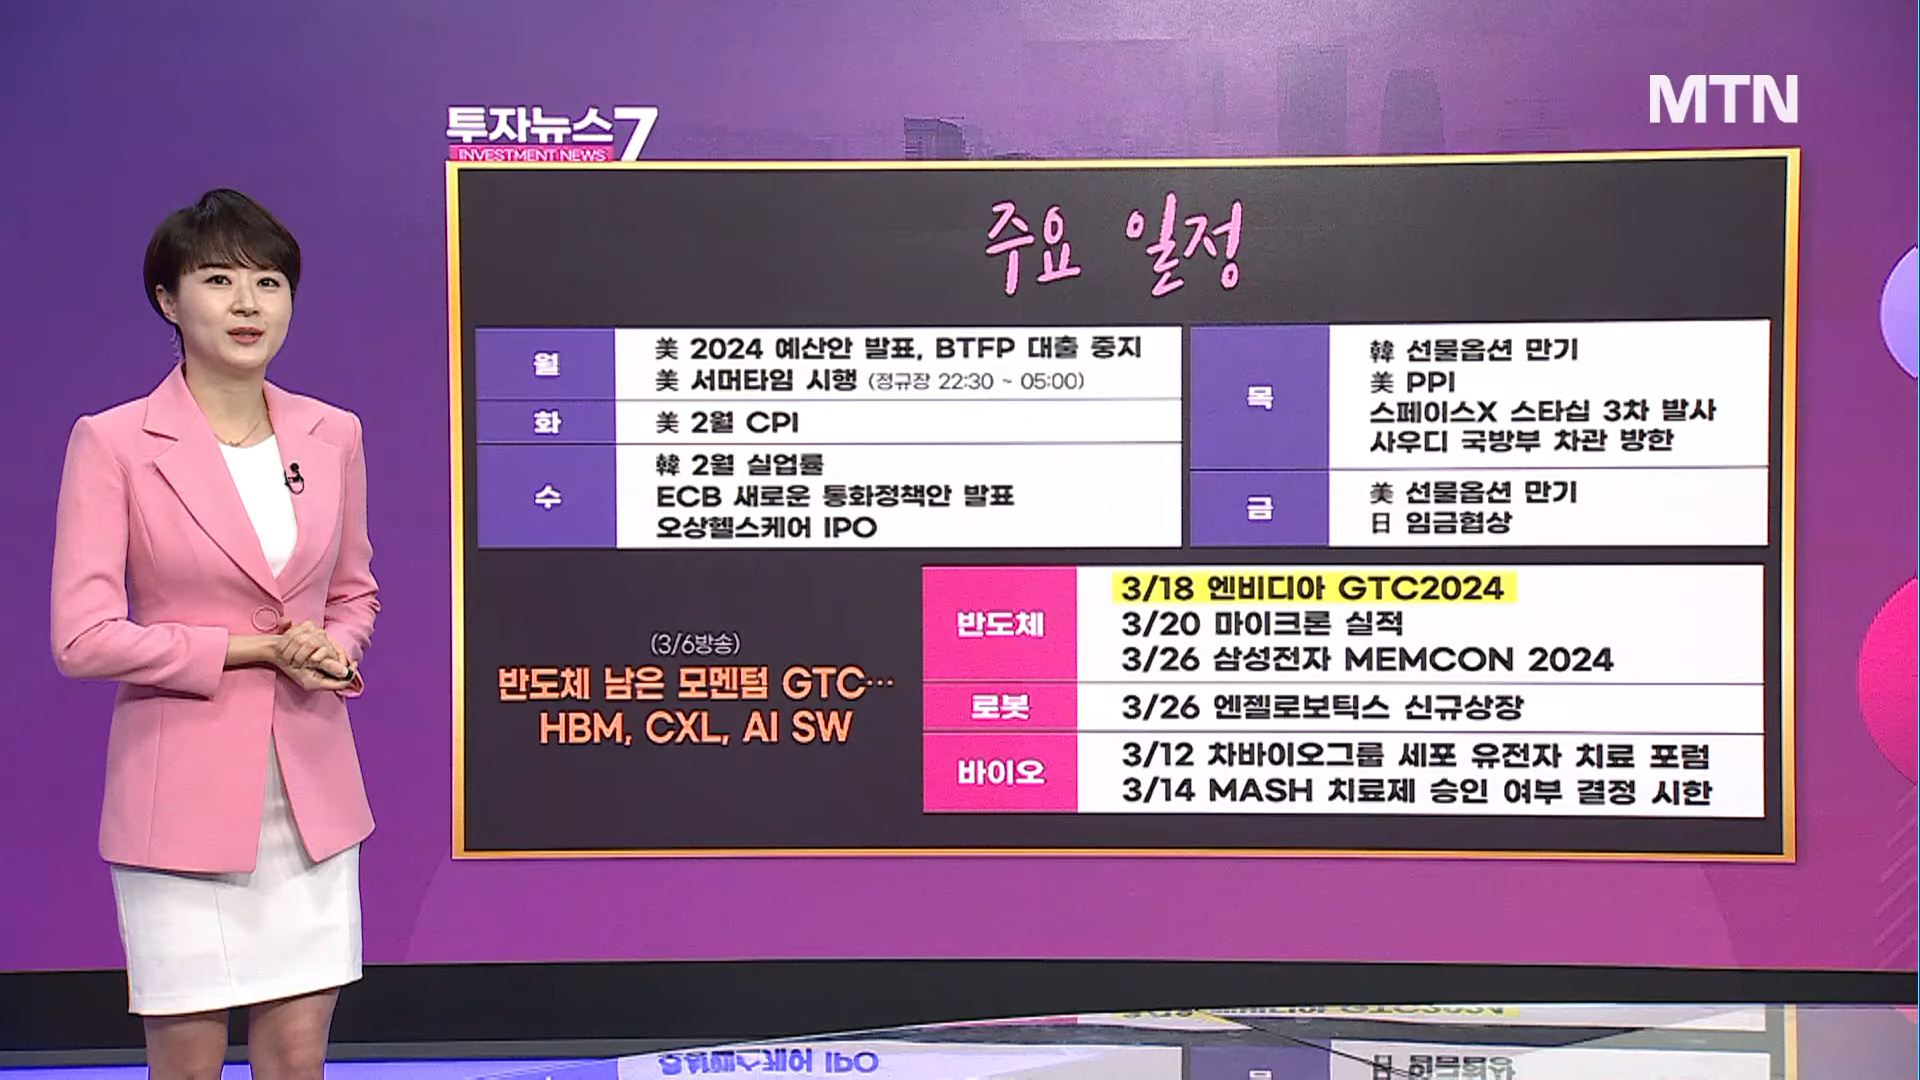 MTN
투자뉴스7
INVESTMENT NEWS
주요 일정
월
美 2024 예산안 발표, BTFP 대출 중지
美 서머타임 시행 (정규장 22:30 ~ 05:00)
화
美 2월 CPI
수
韓 2월 실업률
ECB 새로운 통화정책안 발표
오상헬스케어 IPO
목
韓 선물옵션 만기
美 PPI
스페이스X 스타십 3차 발사
사우디 국방부 차관 방한
금
美 선물옵션 만기
日 임금협상
(3/6방송)
반도체 남은 모멘텀 GTC…
HBM, CXL, AI SW
반도체
3/18 엔비디아 GTC2024
3/20 마이크론 실적
3/26 삼성전자 MEMCON 2024
로봇
3/26 엔젤로보틱스 신규상장
바이오
3/12 차바이오그룹 세포 유전자 치료 포럼
3/14 MASH 치료제 승인 여부 결정 시한